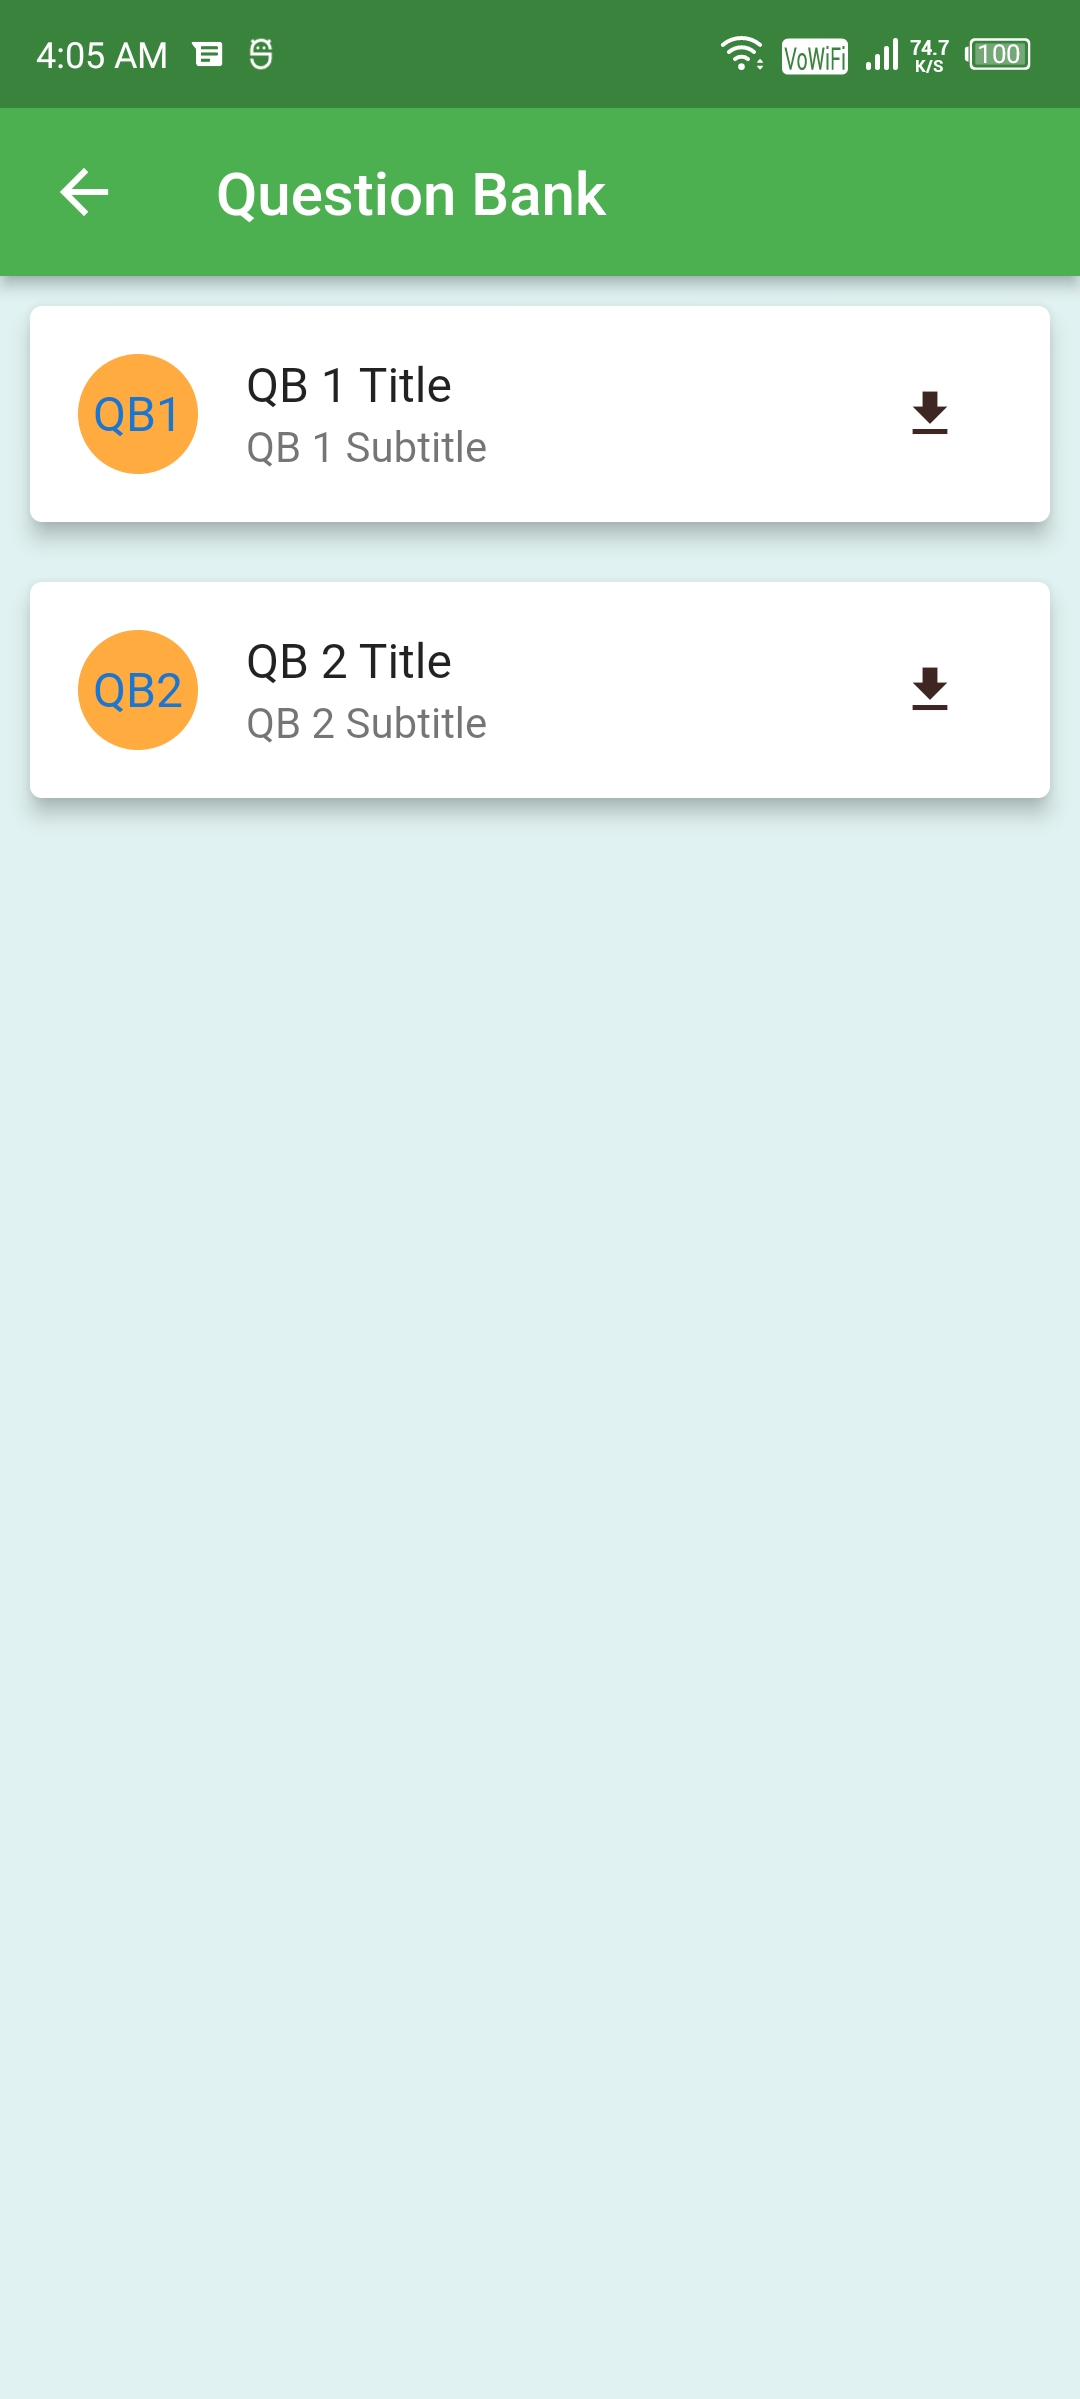 4:05 AM VoWiFi 74.7 K/S 100
Question Bank
QB1
QB 1 Title
QB 1 Subtitle
QB2
QB 2 Title
QB 2 Subtitle